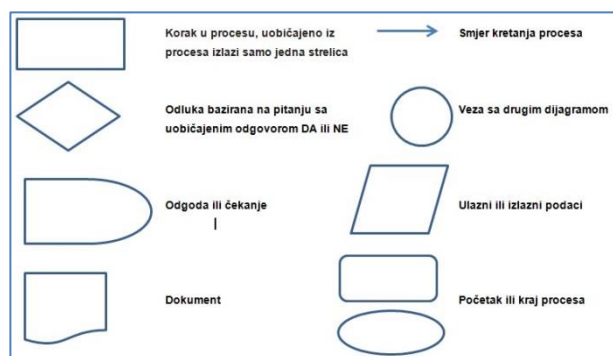 Korak u procesu, uobičajeno iz
procesa izlazi samo jedna strelica
Smjer kretanja procesa
Odluka bazirana na pitanju sa
uobičajenim odgovorom DA ili NE
Veza sa drugim dijagramom
Odgoda ili čekanje
Ulazni ili izlazni podaci
Dokument
Početak ili kraj procesa